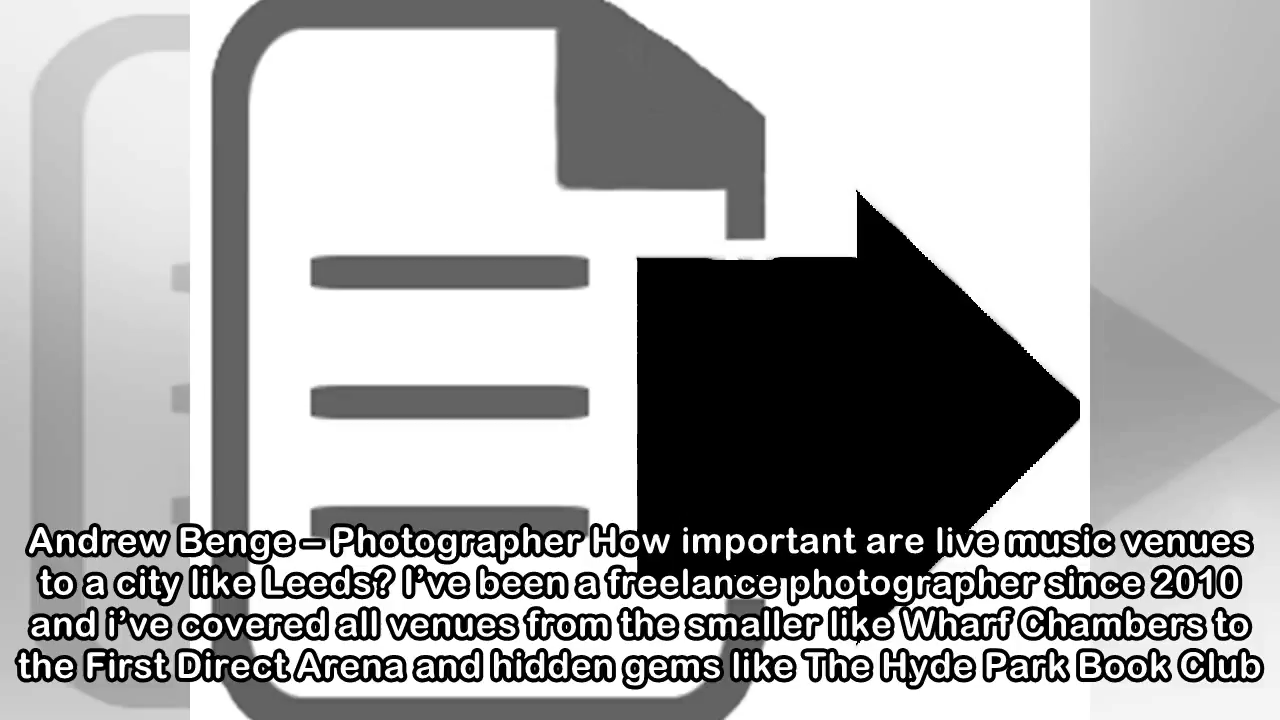 Andrew Benge – Photographer How important are live music venues
to a city like Leeds? I’ve been a freelance photographer since 2010
and i’ve covered all venues from the smaller like Wharf Chambers to
the First Direct Arena and hidden gems like The Hyde Park Book Club